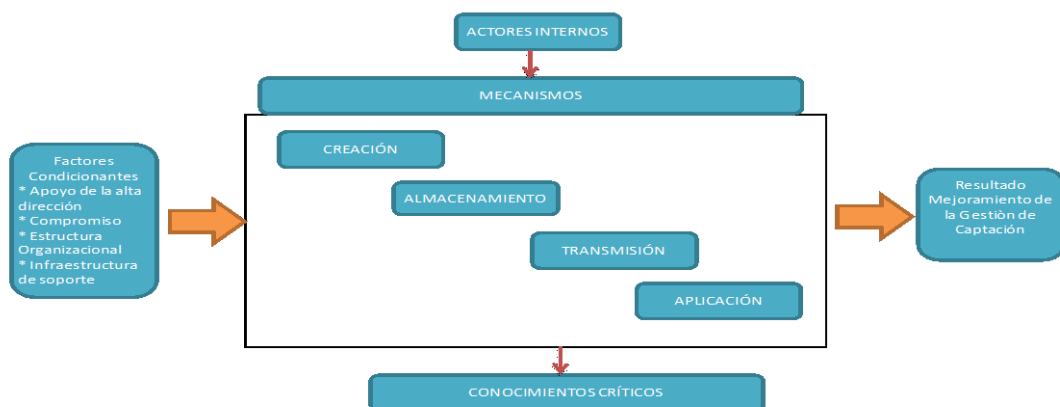 ACTORES INTERNOS
MECANISMOS
CREACIÓN
ALMACENAMIENTO
TRANSMISIÓN
APLICACIÓN
Factores
Condicionantes
* Apoyo de la alta
dirección
* Compromiso
* Estructura
Organizacional
* Infraestructura
de soporte
Resultado
Mejoramiento de
la Gestiòn de
Captación
CONOCIMIENTOS CRÍTICOS